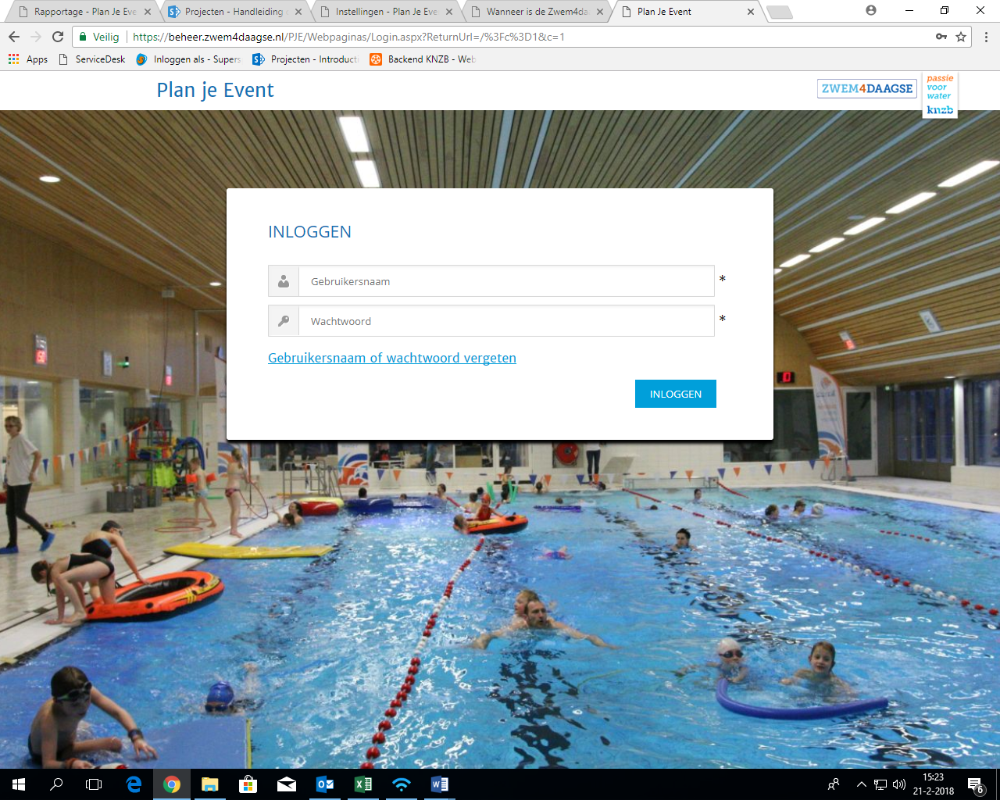 Rapportage - Plan Je Eve
Projecten - Handleiding
Instellingen - Plan Je Eve
Wanneer is de Zwem4da
Plan Je Event
Veilig
https://beheer.zwem4daagse.nl/PJE/Webpaginas/Login.aspx?ReturnUrl=/%3Fc%3D1&c=1
Apps
ServiceDesk
Inloggen als - Supers
Projecten - Introducti
Backend KNZB - Web
Plan je Event
ZWEM4DAAGSE
passie
voor
water
knzb
INLOGGEN
Gebruikersnaam
*
Wachtwoord
*
Gebruikersnaam of wachtwoord vergeten
INLOGGEN
15:23
21-2-2018
6